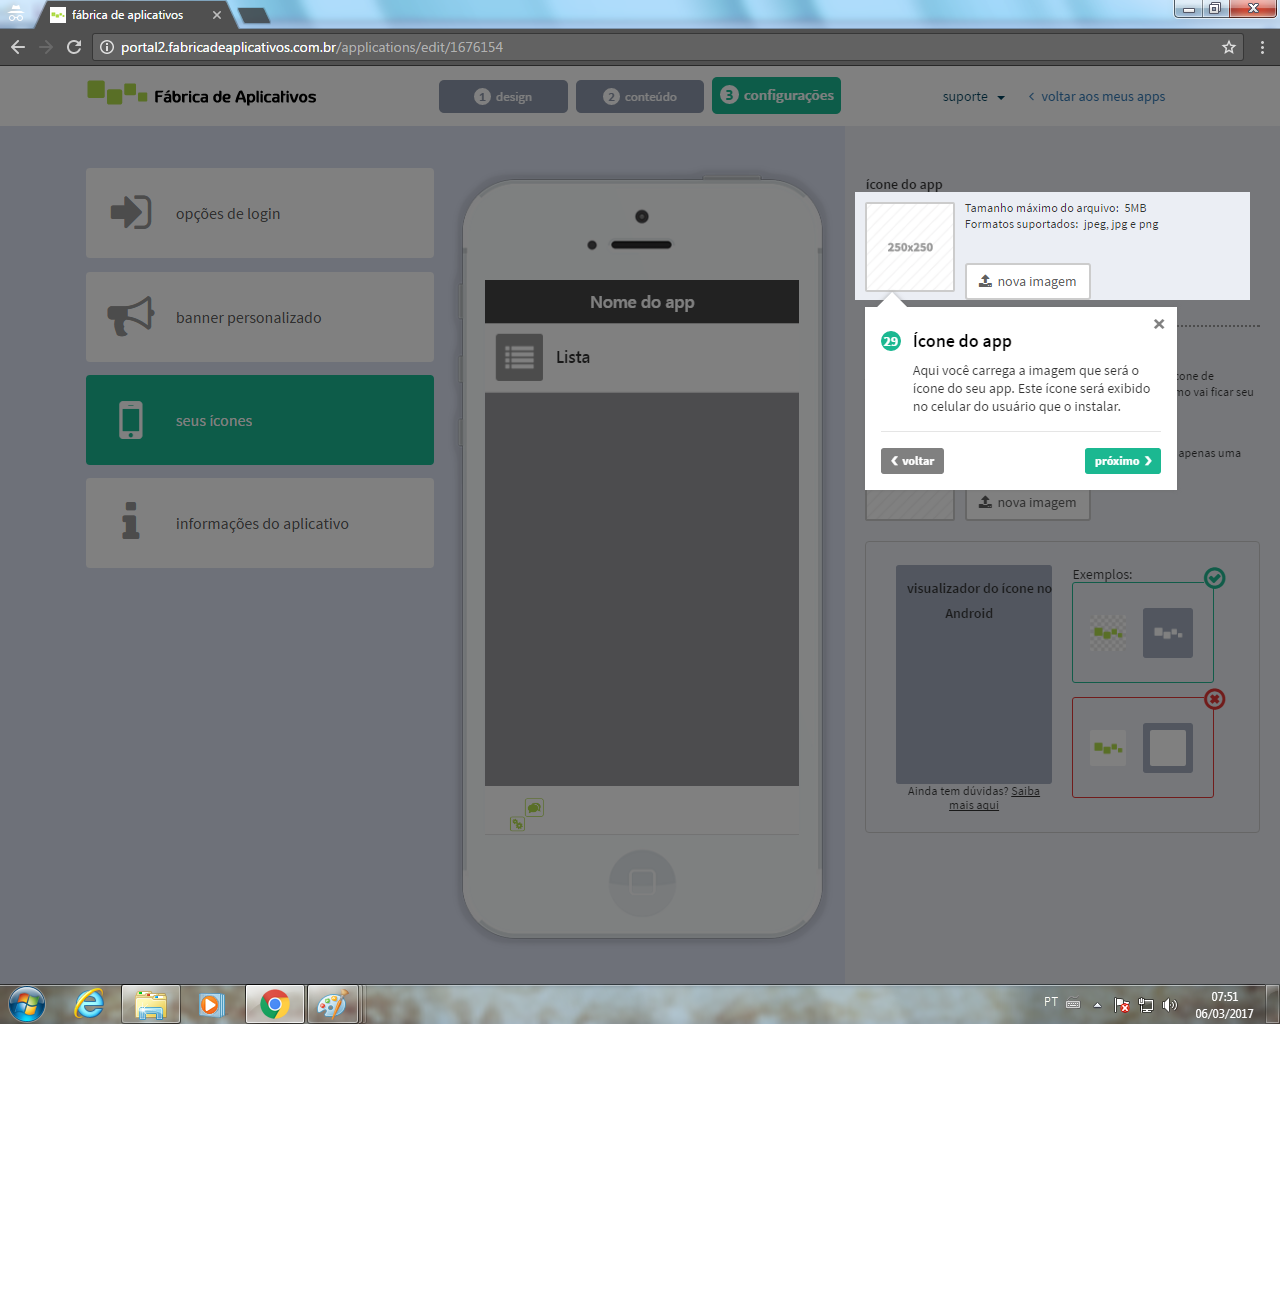 fábrica de aplicativos
portal2.fabricadeaplicativos.com.br/applications/edit/1676154
Fábrica de Aplicativos
1 design
2 conteúdo
3 configurações
suporte
voltar aos meus apps
opções de login
banner personalizado
seus ícones
informações do aplicativo
Nome do app
Lista
ícone do app
250x250
Tamanho máximo do arquivo: 5MB
Formatos suportados: jpeg, jpg e png
nova imagem
29 Ícone do app
Aqui você carrega a imagem que será o
ícone do seu app. Este ícone será exibido
no celular do usuário que o instalar.
voltar
próximo
cone de
mo vai ficar seu
apenas uma
nova imagem
visualizador do ícone no
Android
Ainda tem dúvidas? Saiba
mais aqui
Exemplos:
PT
07:51
06/03/2017